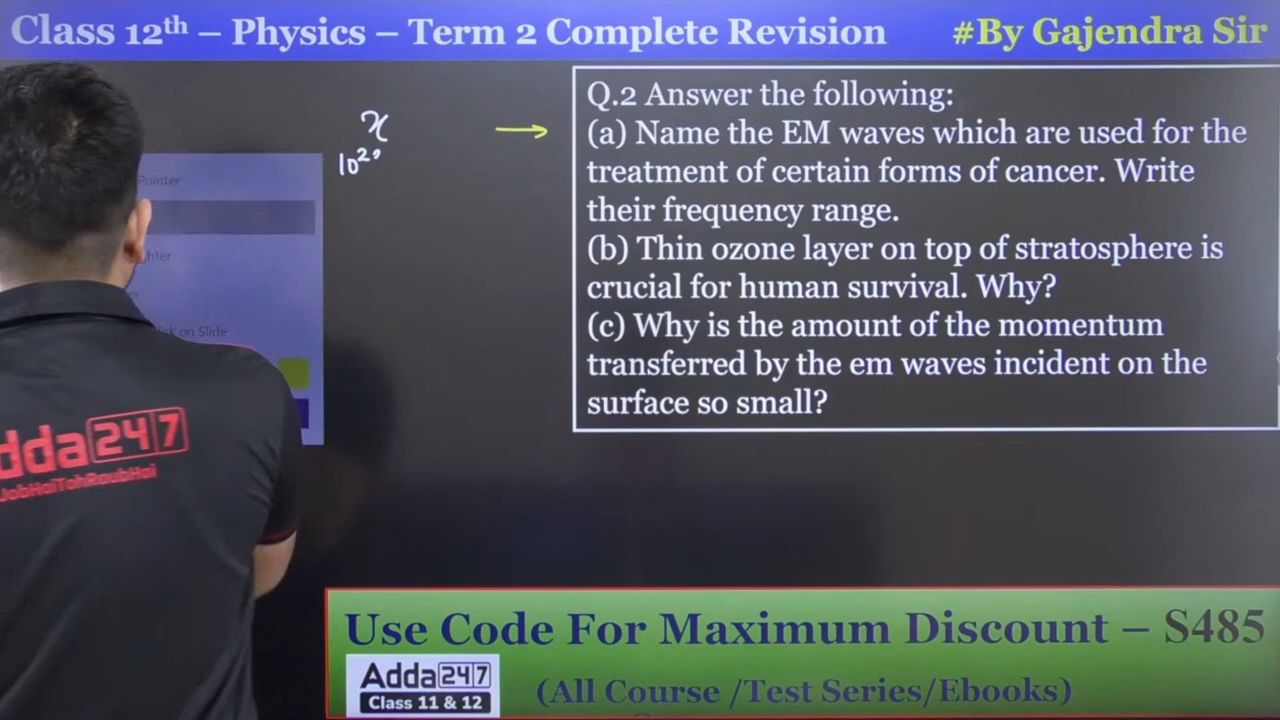 Class 12th – Physics – Term 2 Complete Revision #By Gajendra Sir
x
10²⁰
Q.2 Answer the following:
(a) Name the EM waves which are used for the
treatment of certain forms of cancer. Write
their frequency range.
(b) Thin ozone layer on top of stratosphere is
crucial for human survival. Why?
(c) Why is the amount of the momentum
transferred by the em waves incident on the
surface so small?
Pointer
on Slide
dda247
JobHaiTohRaubHai
Use Code For Maximum Discount – S485
Adda247
Class 11 & 12
(All Course /Test Series/Ebooks)